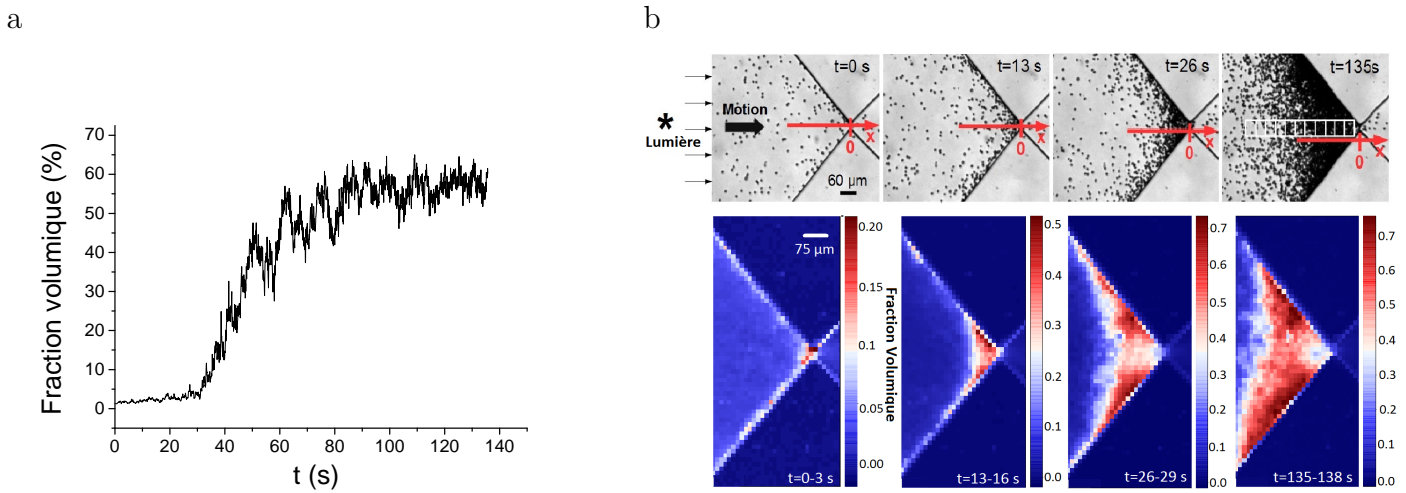 a
Fraction volumique (%)
70
60
50
40
30
20
10
0
0 20 40 60 80 100 120 140
t (s)
b
t=0 s
t=13 s
t=26 s
t=135s
Motion
*
Lumière
0 x
0 x
0 x
0 x
60 µm
75 µm
0.20
0.15
0.1
0.05
0.00
Fraction Volumique
t=0-3 s
0.5
0.4
0.3
0.2
0.1
0.0
t=13-16 s
0.7
0.6
0.5
0.4
0.3
0.2
0.1
0.0
t=26-29 s
0.7
0.6
0.5
0.4
0.3
0.2
0.1
0.0
t=135-138 s